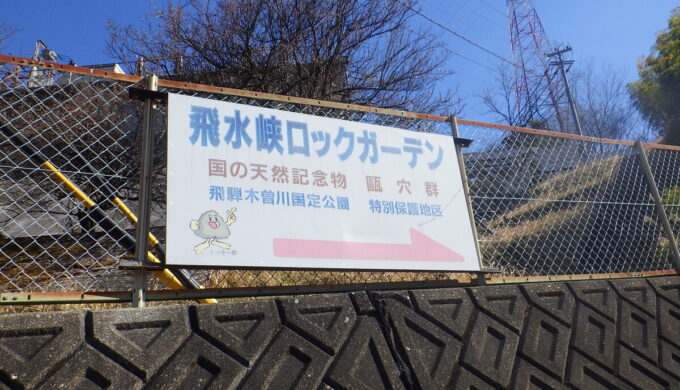 飛水峡ロックガーデン
国の天然記念物 甌穴群
飛騨木曽川国定公園 特別保護地区